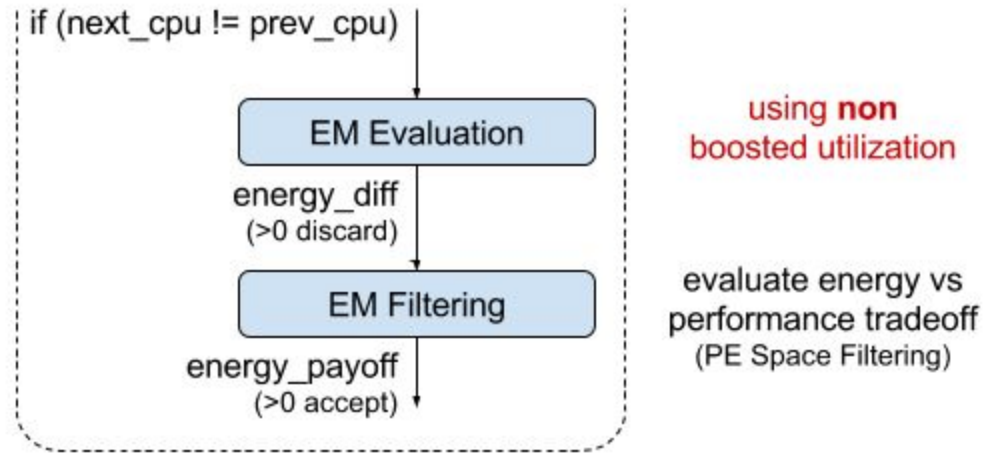 if (next_cpu != prev_cpu)
EM Evaluation
using non
boosted utilization
energy_diff
(>0 discard)
EM Filtering
evaluate energy vs
performance tradeoff
(PE Space Filtering)
energy_payoff
(>0 accept)